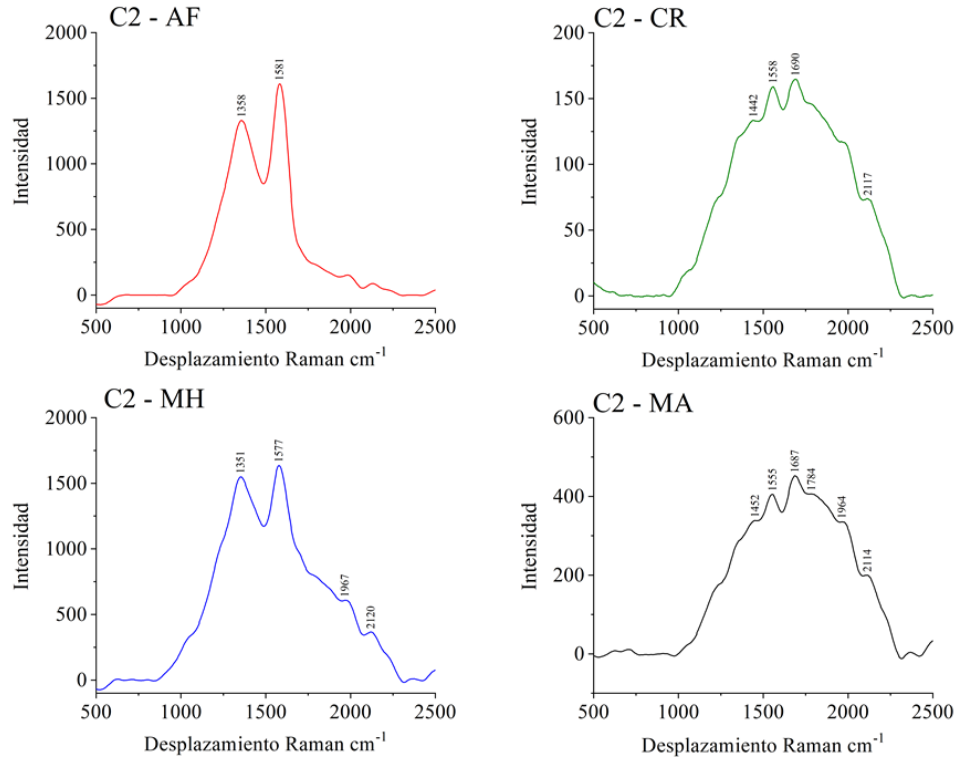 C2 - AF
2000
1500
1000
500
0
Intensidad
1358
1581
500 1000 1500 2000 2500
Desplazamiento Raman cm-1
C2 - CR
200
150
100
50
0
Intensidad
1442
1558
1690
2117
500 1000 1500 2000 2500
Desplazamiento Raman cm-1
C2 - MH
2000
1500
1000
500
0
Intensidad
1351
1577
1967
2120
500 1000 1500 2000 2500
Desplazamiento Raman cm-1
C2 - MA
600
400
200
0
Intensidad
1452
1555
1687
1784
1964
2114
500 1000 1500 2000 2500
Desplazamiento Raman cm-1